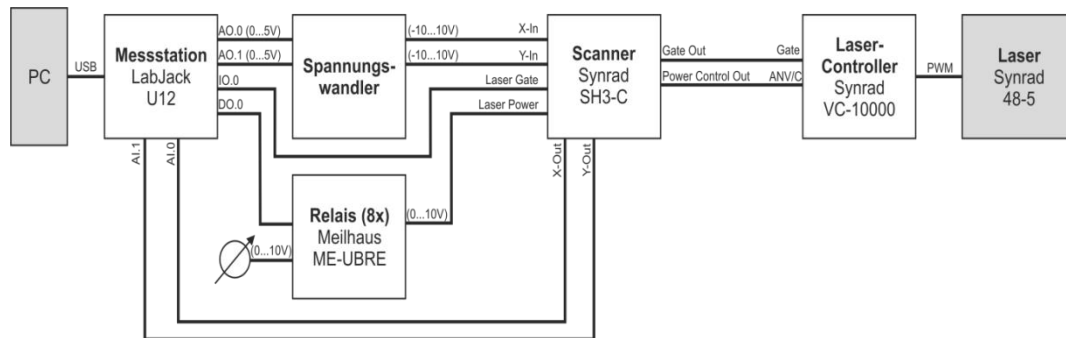 PC
USB
Messstation
LabJack
U12
AO.0 (0...5V)
AO.1 (0...5V)
IO.0
DO.0
AI.1
AI.0
Spannungs-
wandler
(-10...10V)
(-10...10V)
X-In
Y-In
Laser Gate
Laser Power
Relais (8x)
Meilhaus
ME-UBRE
(0...10V)
(0...10V)
Scanner
Synrad
SH3-C
X-Out
Y-Out
Gate Out
Power Control Out
Gate
ANV/C
Laser-
Controller
Synrad
VC-10000
PWM
Laser
Synrad
48-5